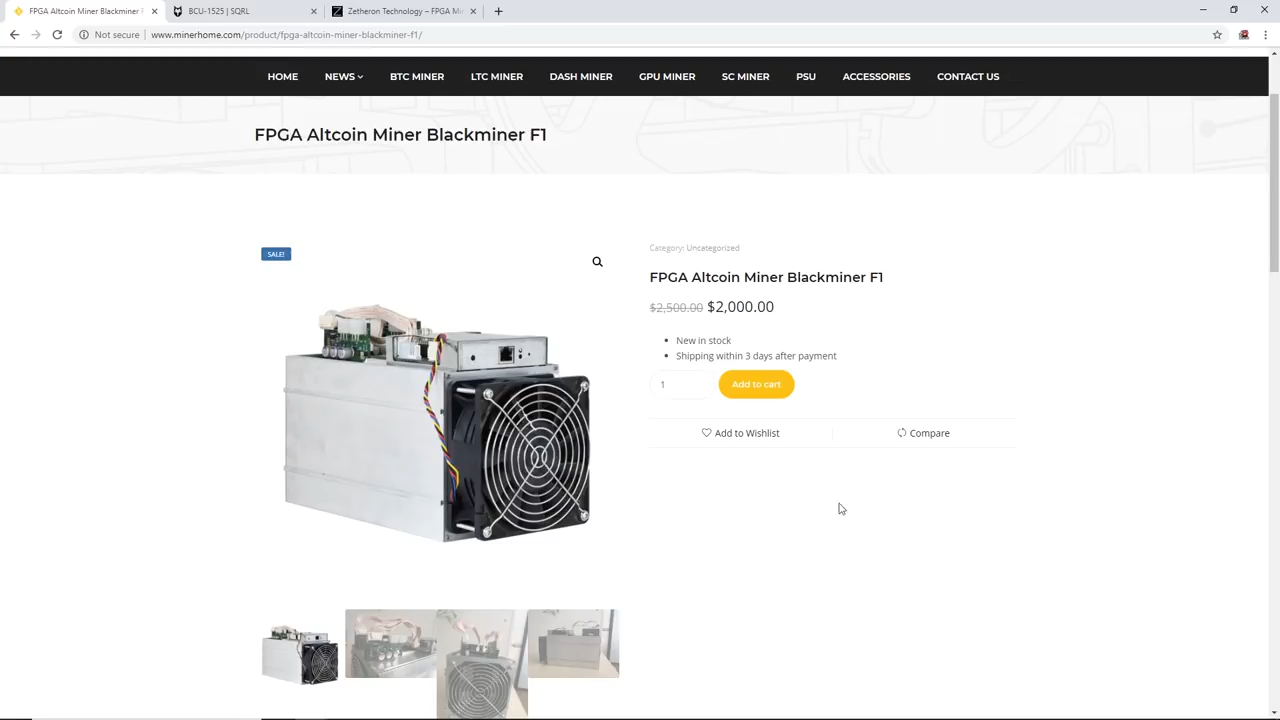 FPGA Altcoin Miner Blackminer F
BCU-1525 | SQRL
Zetheron Technology – FPGA Mi
Not secure | www.minerhome.com/product/fpga-altcoin-miner-blackminer-f1/
HOME NEWS BTC MINER LTC MINER DASH MINER GPU MINER SC MINER PSU ACCESSORIES CONTACT US
FPGA Altcoin Miner Blackminer F1
SALE!
Category: Uncategorized
FPGA Altcoin Miner Blackminer F1
$2,500.00 $2,000.00
New in stock
Shipping within 3 days after payment
1 Add to cart
Add to Wishlist Compare